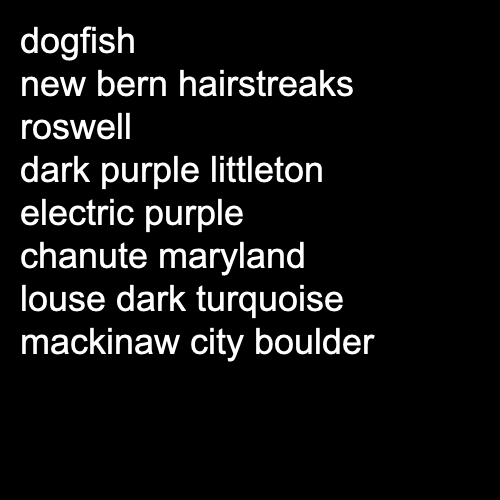 dogfish
new bern hairstreaks
roswell
dark purple littleton
electric purple
chanute maryland
louse dark turquoise
mackinaw city boulder